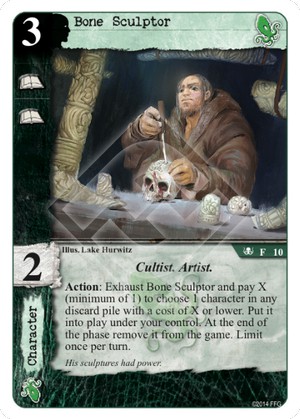 3
Bone Sculptor
Illus. Lake Hurwitz
F 10
2
Cultist. Artist.
Action: Exhaust Bone Sculptor and pay X
(minimum of 1) to choose 1 character in any
discard pile with a cost of X or lower. Put it
into play under your control. At the end of
the phase remove it from the game. Limit
once per turn.
His sculptures had power.
Character
©2014 FFG